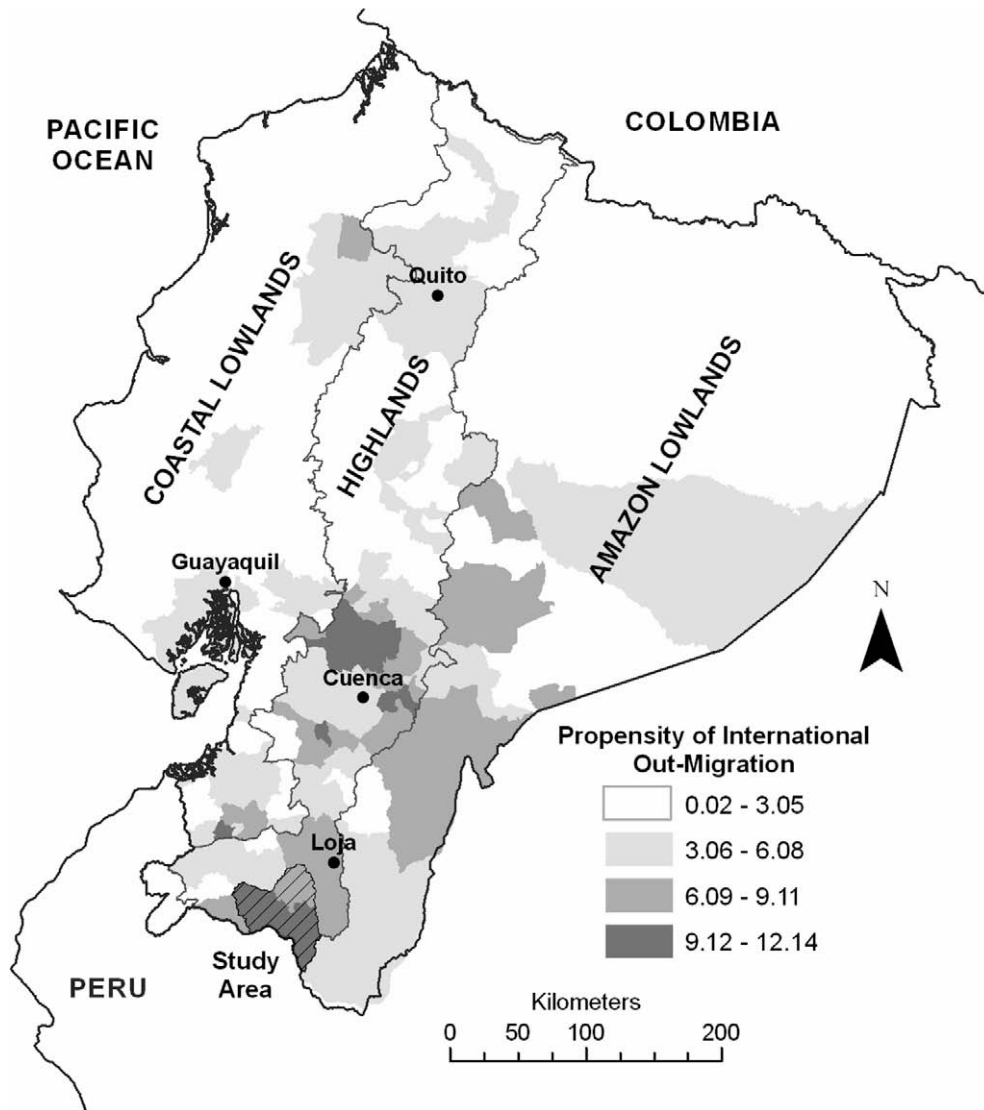 PACIFIC
OCEAN
COLOMBIA
Quito
COASTAL LOWLANDS
HIGHLANDS
AMAZON LOWLANDS
Guayaquil
N
Cuenca
Propensity of International
Out-Migration
0.02 - 3.05
3.06 - 6.08
6.09 - 9.11
9.12 - 12.14
Loja
Study
Area
PERU
Kilometers
0 50 100 200